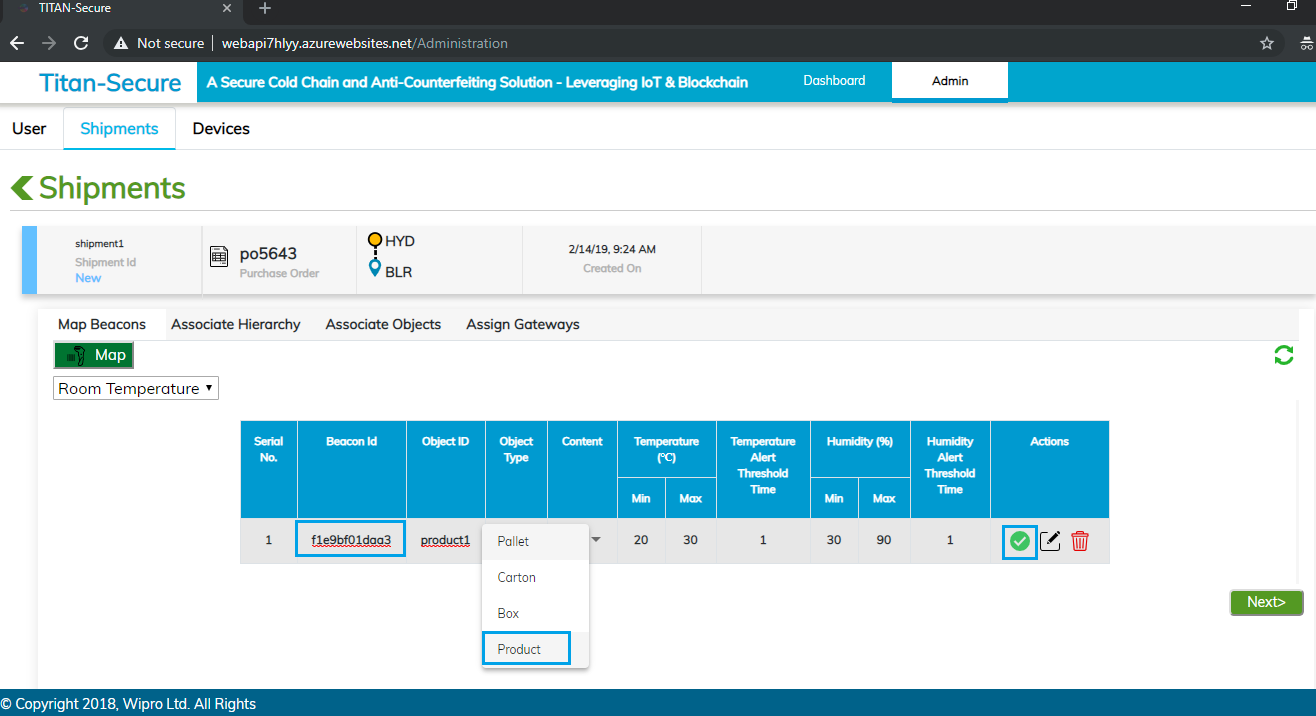 TITAN-Secure
Not secure webapi7hlyy.azurewebsites.net/Administration
Titan-Secure A Secure Cold Chain and Anti-Counterfeiting Solution - Leveraging IoT & Blockchain Dashboard Admin
User Shipments Devices
Shipments
shipment1
Shipment Id
New
po5643
Purchase Order
HYD
BLR
2/14/19, 9:24 AM
Created On
Map Beacons Associate Hierarchy Associate Objects Assign Gateways
Map
Room Temperature
Serial
No.
Beacon Id
Object ID
Object
Type
Content
Temperature
(°C)
Min Max
Temperature
Alert
Threshold
Time
Humidity (%)
Min Max
Humidity
Alert
Threshold
Time
Actions
1 f1e9bf01daa3 product1 20 30 1 30 90 1
Pallet
Carton
Box
Product
Next>
© Copyright 2018, Wipro Ltd. All Rights